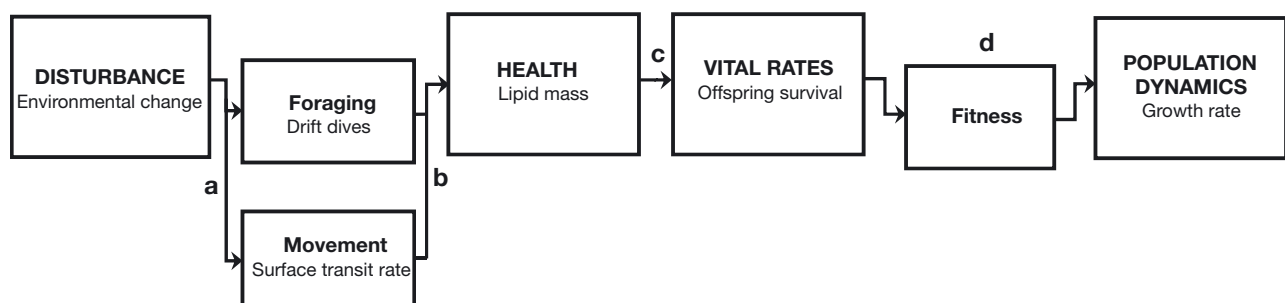 DISTURBANCE
Environmental change
a
Foraging
Drift dives
Movement
Surface transit rate
b
HEALTH
Lipid mass
c
VITAL RATES
Offspring survival
d
Fitness
POPULATION
DYNAMICS
Growth rate